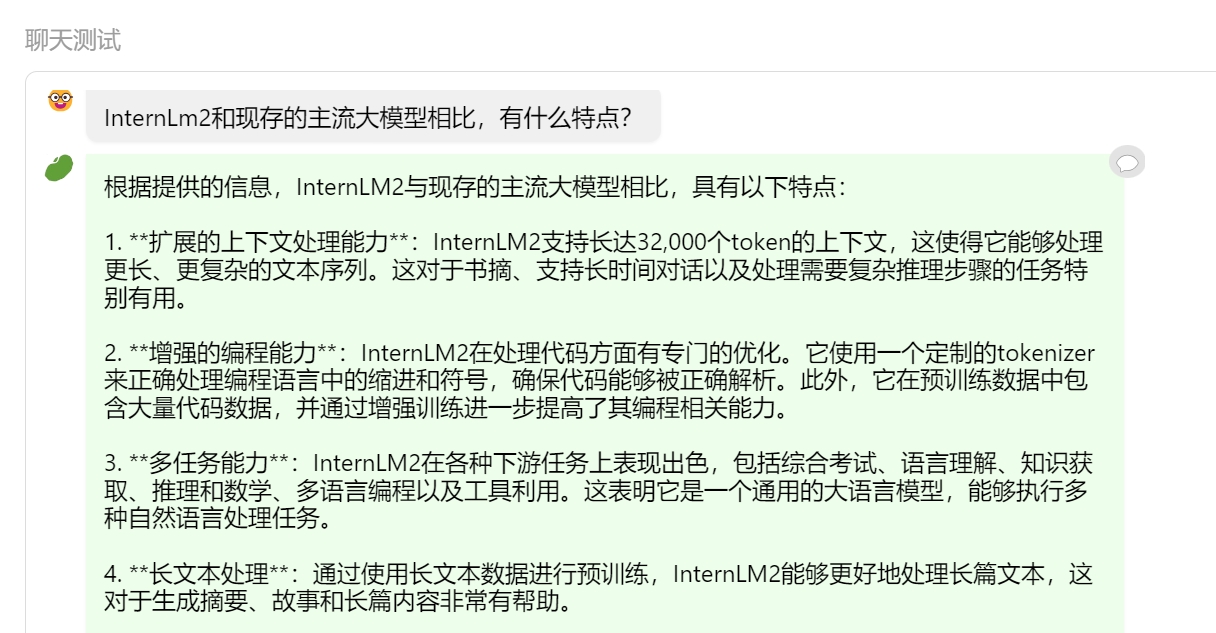 聊天测试
InternLm2和现存的主流大模型相比，有什么特点？
根据提供的信息，InternLM2与现存的主流大模型相比，具有以下特点：
1. **扩展的上下文处理能力**：InternLM2支持长达32,000个token的上下文，这使得它能够处理
更长、更复杂的文本序列。这对于书摘、支持长时间对话以及处理需要复杂推理步骤的任务特
别有用。
2. **增强的编程能力**：InternLM2在处理代码方面有专门的优化。它使用一个定制的tokenizer
来正确处理编程语言中的缩进和符号，确保代码能够被正确解析。此外，它在预训练数据中包
含大量代码数据，并通过增强训练进一步提高了其编程相关能力。
3. **多任务能力**：InternLM2在各种下游任务上表现出色，包括综合考试、语言理解、知识获
取、推理和数学、多语言编程以及工具利用。这表明它是一个通用的大语言模型，能够执行多
种自然语言处理任务。
4. **长文本处理**：通过使用长文本数据进行预训练，InternLM2能够更好地处理长篇文本，这
对于生成摘要、故事和长篇内容非常有帮助。